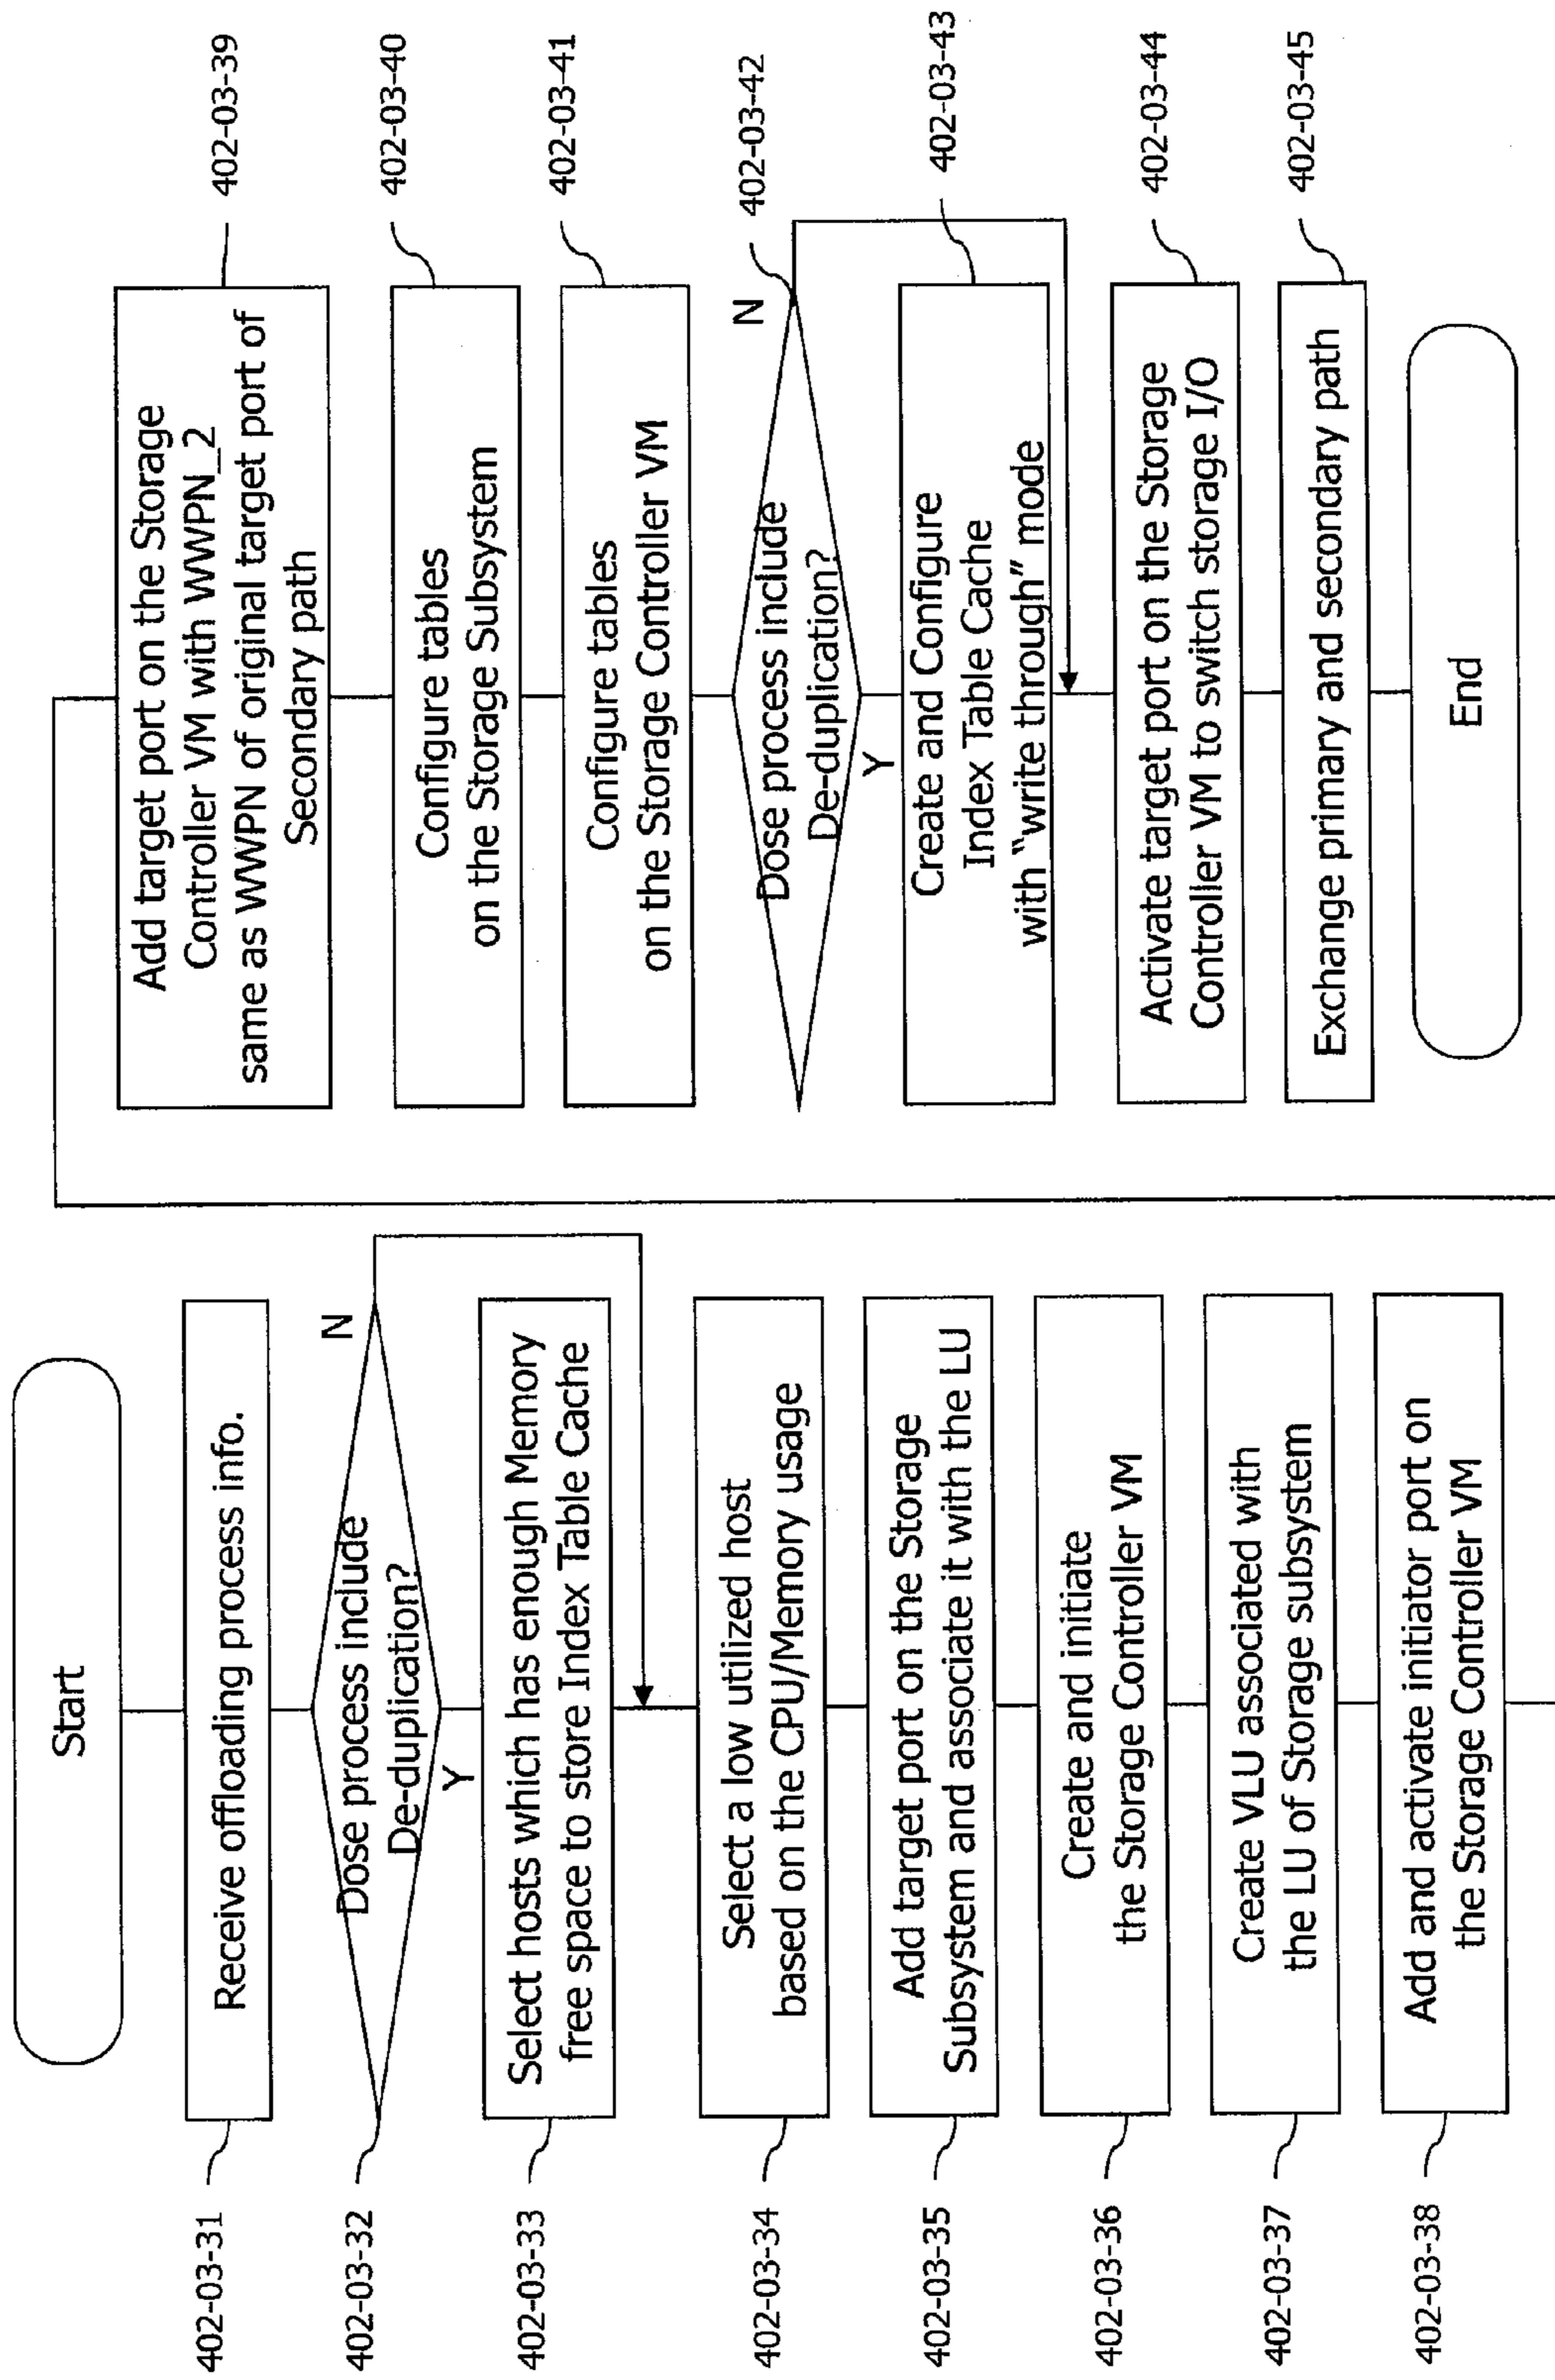 Start
402-03-31
Receive offloading process info.
402-03-32
Dose process include
De-duplication?
N
Y
402-03-33
Select hosts which has enough Memory
free space to store Index Table Cache
402-03-34
Select a low utilized host
based on the CPU/Memory usage
402-03-35
Add target port on the Storage
Subsystem and associate it with the LU
402-03-36
Create and initiate
the Storage Controller VM
402-03-37
Create VLU associated with
the LU of Storage subsystem
402-03-38
Add and activate initiator port on
the Storage Controller VM
Add target port on the Storage
Controller VM with WWPN_2
same as WWPN of original target port of
Secondary path
402-03-39
Configure tables
on the Storage Subsystem
402-03-40
Configure tables
on the Storage Controller VM
402-03-41
Dose process include
De-duplication?
N
402-03-42
Y
Create and Configure
Index Table Cache
with "write through" mode
402-03-43
Activate target port on the Storage
Controller VM to switch storage I/O
402-03-44
Exchange primary and secondary path
402-03-45
End